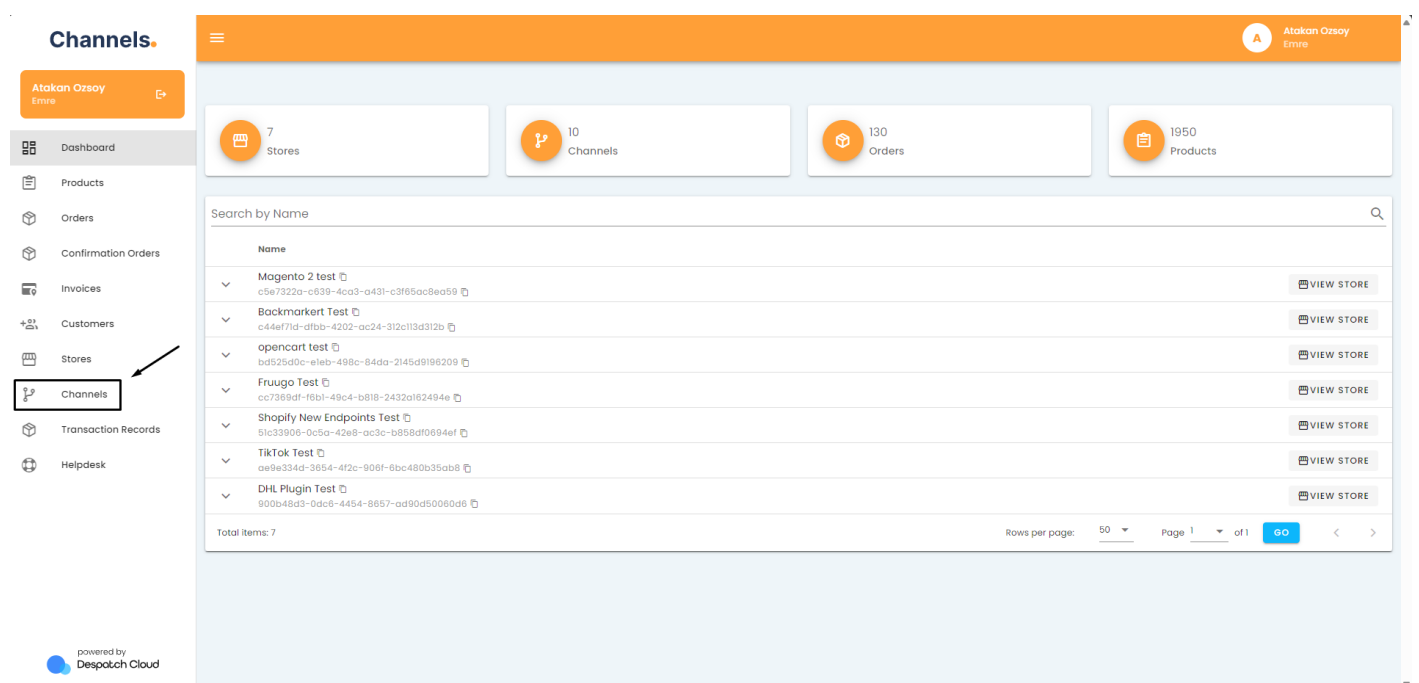 Channels.
Atakan Ozsoy
Emre
Dashboard
Products
Orders
Confirmation Orders
Invoices
Customers
Stores
Channels
Transaction Records
Helpdesk
powered by
Despatch Cloud
A
Atakan Ozsoy
Emre
7
Stores
10
Channels
130
Orders
1950
Products
Search by Name
Name
Magento 2 test
c5e7322a-c639-4ca3-a431-c3f65ac8ea59
VIEW STORE
Backmarkert Test
c44ef71d-dfbb-4202-ac24-312c113d312b
VIEW STORE
opencart test
bd525d0c-e1eb-498c-84da-2145d9196209
VIEW STORE
Fruugo Test
cc7369df-f6b1-49c4-b818-2432a162494e
VIEW STORE
Shopify New Endpoints Test
51c33906-0c5a-42e8-ac3c-b858df0694ef
VIEW STORE
TikTok Test
ae9e334d-3654-4f2c-906f-6bc480b35ab8
VIEW STORE
DHL Plugin Test
900b48d3-0dc6-4454-8657-ad90d50060d6
VIEW STORE
Total items: 7
Rows per page: 50
Page 1 of 1
GO